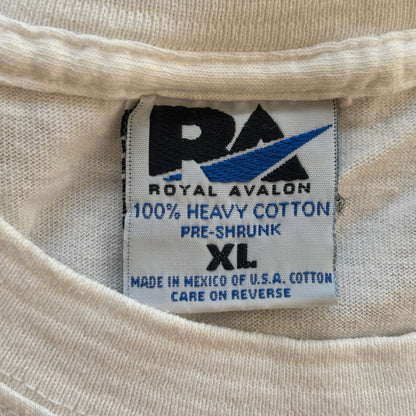 RA
ROYAL AVALON
100% HEAVY COTTON
PRE-SHRUNK
XL
MADE IN MEXICO OF U.S.A. COTTON
CARE ON REVERSE